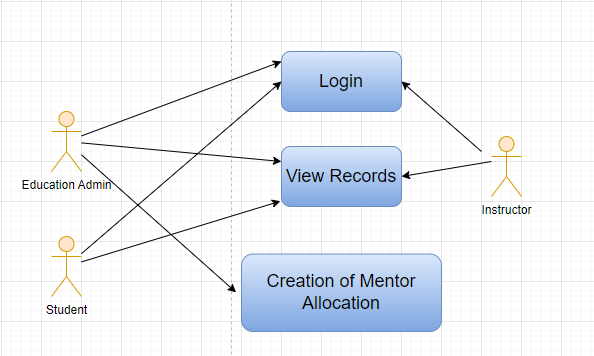 Login
Education Admin
View Records
Instructor
Creation of Mentor
Allocation
Student